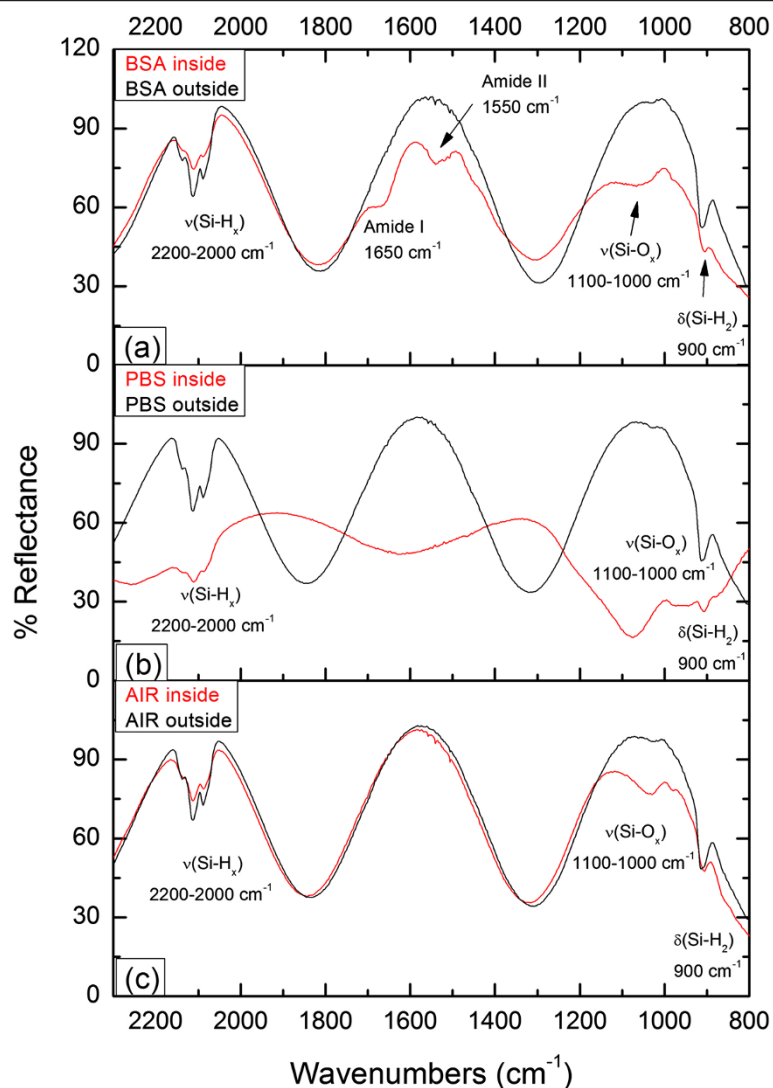 2200 2000 1800 1600 1400 1200 1000 800
120
90
60
30
0
BSA inside
BSA outside
Amide II
1550 cm⁻¹
ν(Si-Hₓ)
2200-2000 cm⁻¹
Amide I
1650 cm⁻¹
ν(Si-Oₓ)
1100-1000 cm⁻¹
δ(Si-H₂)
900 cm⁻¹
(a)
PBS inside
PBS outside
90
60
30
0
ν(Si-Hₓ)
2200-2000 cm⁻¹
ν(Si-Oₓ)
1100-1000 cm⁻¹
δ(Si-H₂)
900 cm⁻¹
(b)
% Reflectance
AIR inside
AIR outside
90
60
30
0
ν(Si-Hₓ)
2200-2000 cm⁻¹
ν(Si-Oₓ)
1100-1000 cm⁻¹
δ(Si-H₂)
900 cm⁻¹
(c)
2200 2000 1800 1600 1400 1200 1000 800
Wavenumbers (cm⁻¹)